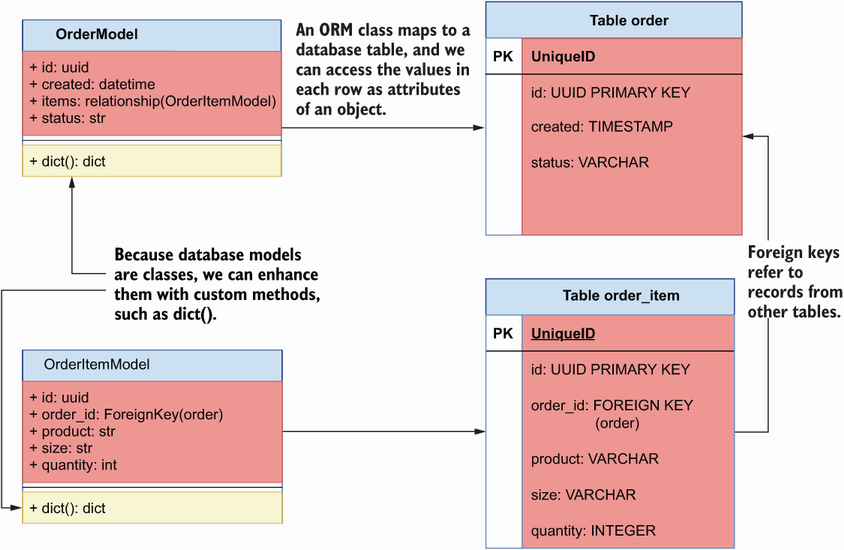 OrderModel
+ id: uuid
+ created: datetime
+ items: relationship(OrderItemModel)
+ status: str
+ dict(): dict
An ORM class maps to a
database table, and we
can access the values in
each row as attributes
of an object.
Table order
PK UniqueID
id: UUID PRIMARY KEY
created: TIMESTAMP
status: VARCHAR
Because database models
are classes, we can enhance
them with custom methods,
such as dict().
Foreign keys
refer to
records from
other tables.
OrderItemModel
+ id: uuid
+ order_id: ForeignKey(order)
+ product: str
+ size: str
+ quantity: int
+ dict(): dict
Table order_item
PK UniqueID
id: UUID PRIMARY KEY
order_id: FOREIGN KEY
(order)
product: VARCHAR
size: VARCHAR
quantity: INTEGER